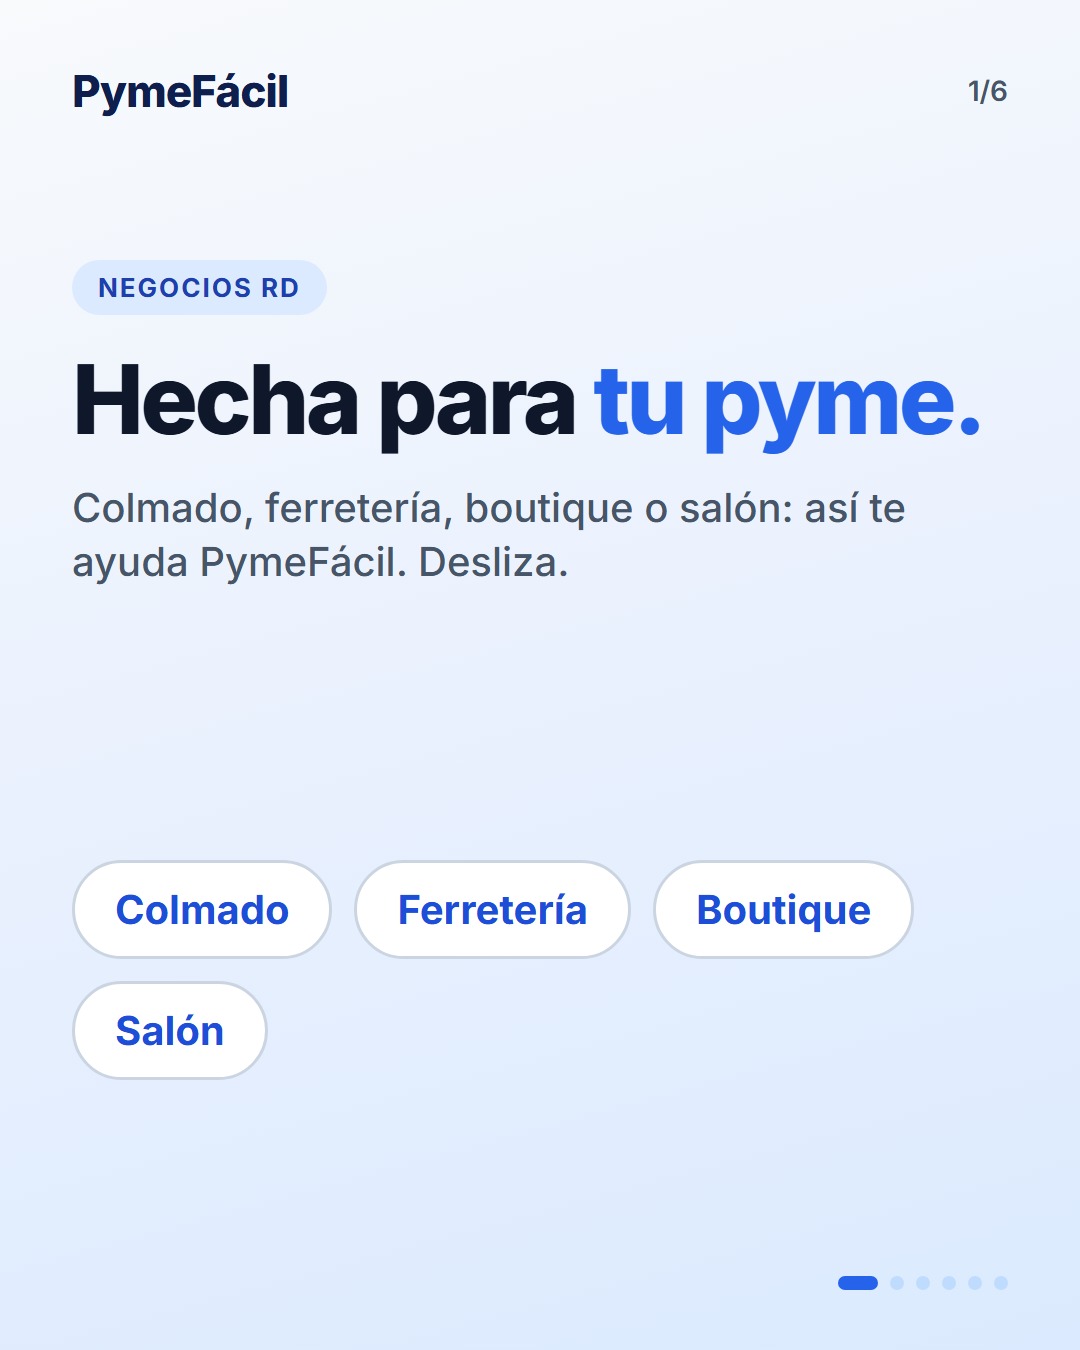 PymeFácil
1/6
NEGOCIOS RD
Hecha para tu pyme.
Colmado, ferretería, boutique o salón: así te
ayuda PymeFácil. Desliza.
Colmado
Ferretería
Boutique
Salón